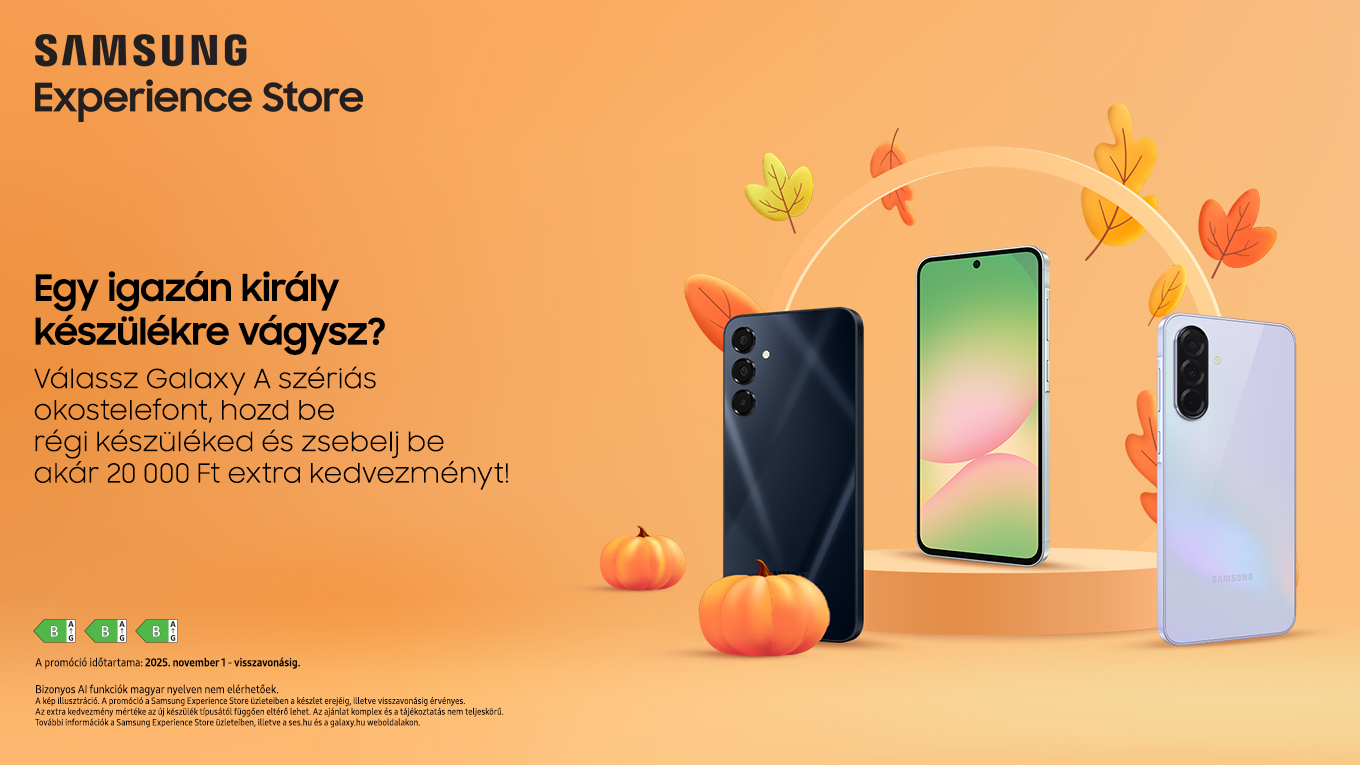 SAMSUNG
Experience Store
Egy igazán király
készülékre vágysz?
Válassz Galaxy A szériás
okostelefont, hozd be
régi készüléked és zsebelj be
akár 20 000 Ft extra kedvezményt!
B A ↑ G B A ↑ G B A ↑ G
A promóció időtartama: 2025. november 1 - visszavonásig.
Bizonyos AI funkciók magyar nyelven nem elérhetőek.
A kép illusztráció. A promóció a Samsung Experience Store üzleteiben a készlet erejéig, illetve visszavonásig érvényes.
Az extra kedvezmény mértéke az új készülék típusától függően eltérő lehet. Az ajánlat komplex és a tájékoztatás nem teljeskörű.
További információk a Samsung Experience Store üzleteiben, illetve a ses.hu és a galaxy.hu weboldalakon.
SAMSUNG